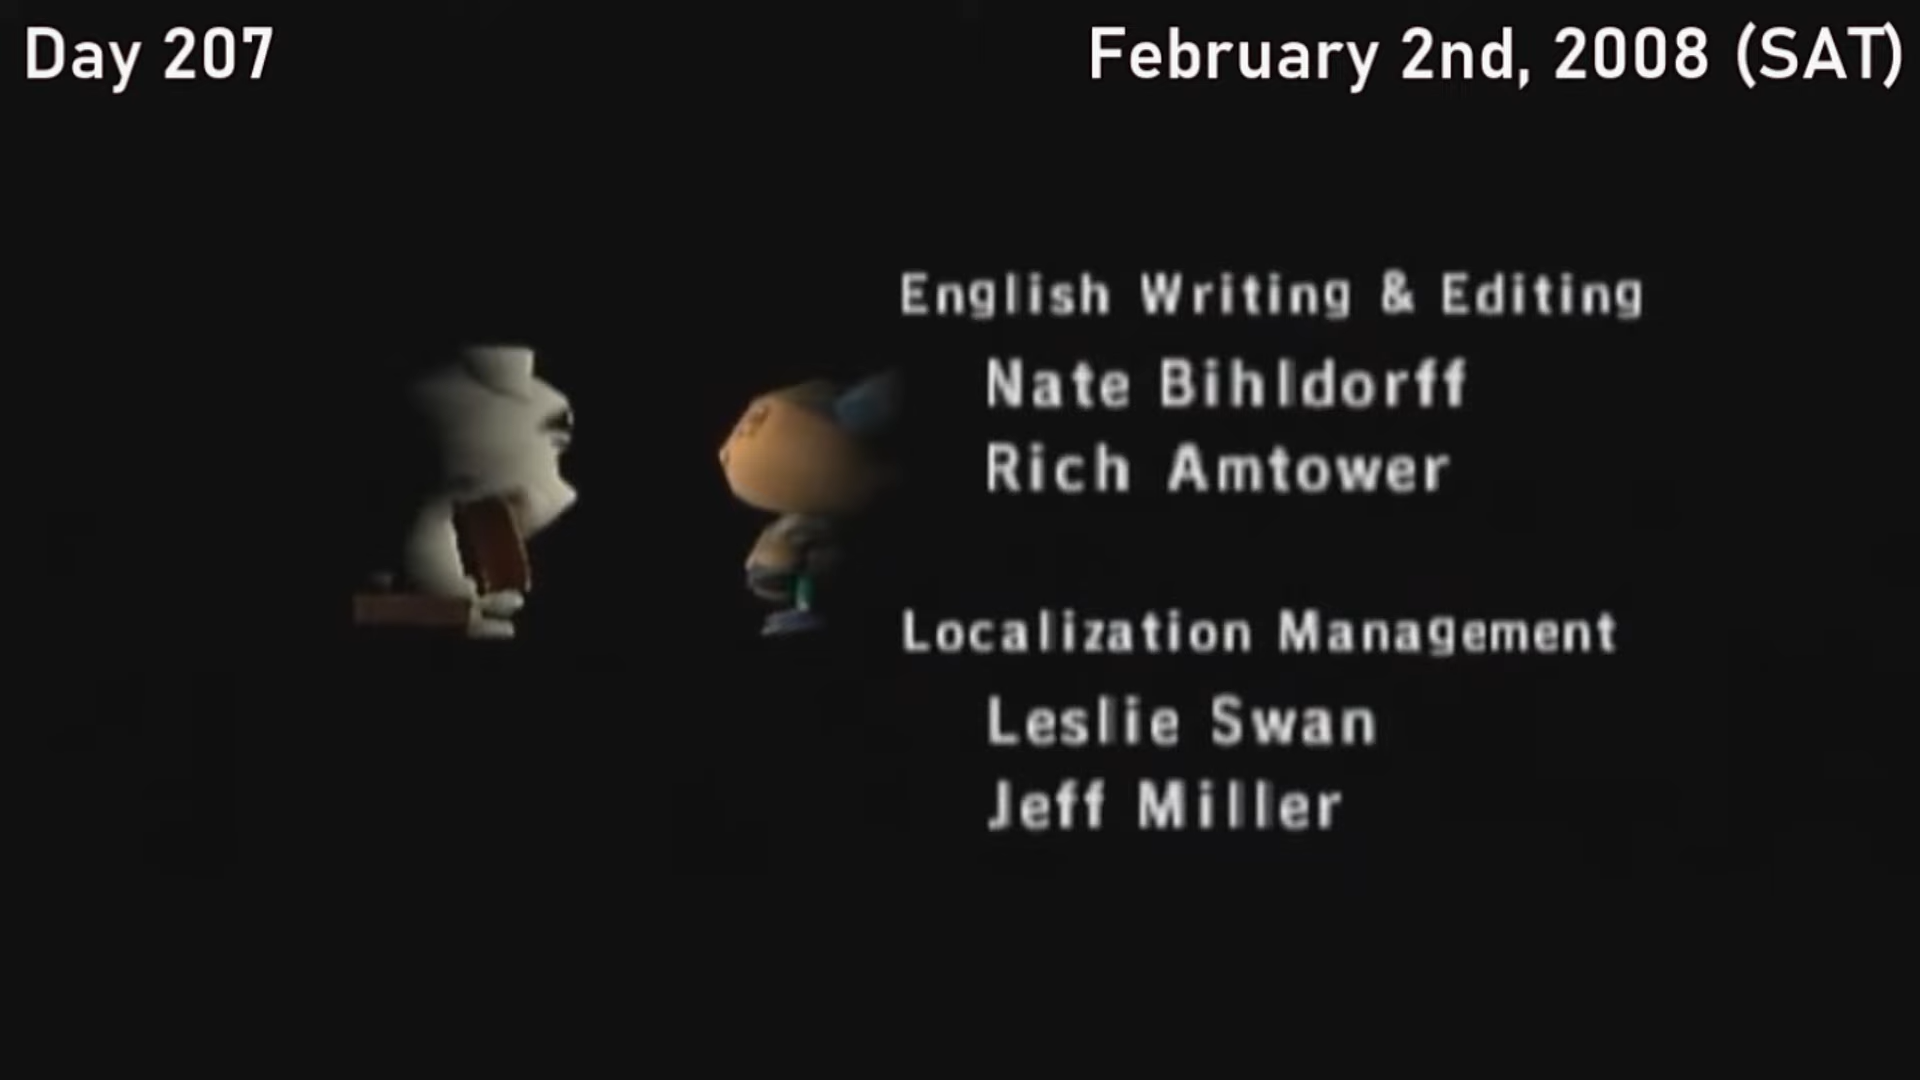 Day 207
February 2nd, 2008 (SAT)
English Writing & Editing
Nate Bihldorff
Rich Amtower
Localization Management
Leslie Swan
Jeff Miller